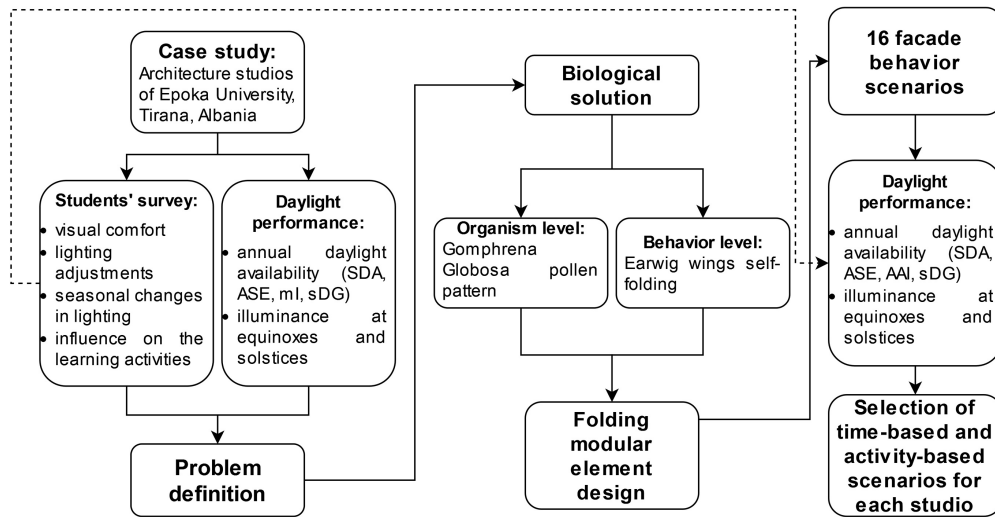 Case study:
Architecture studios
of Epoka University,
Tirana, Albania
Students' survey:
• visual comfort
• lighting
adjustments
• seasonal changes
in lighting
• influence on the
learning activities
Daylight
performance:
• annual daylight
availability (SDA,
ASE, mI, sDG)
• illuminance at
equinoxes and
solstices
Problem
definition
Biological
solution
Organism level:
Gomphrena
Globosa pollen
pattern
Behavior level:
Earwig wings self-
folding
Folding
modular
element
design
16 facade
behavior
scenarios
Daylight
performance:
• annual daylight
availability (SDA,
ASE, AAI, sDG)
• illuminance at
equinoxes and
solstices
Selection of
time-based and
activity-based
scenarios for
each studio